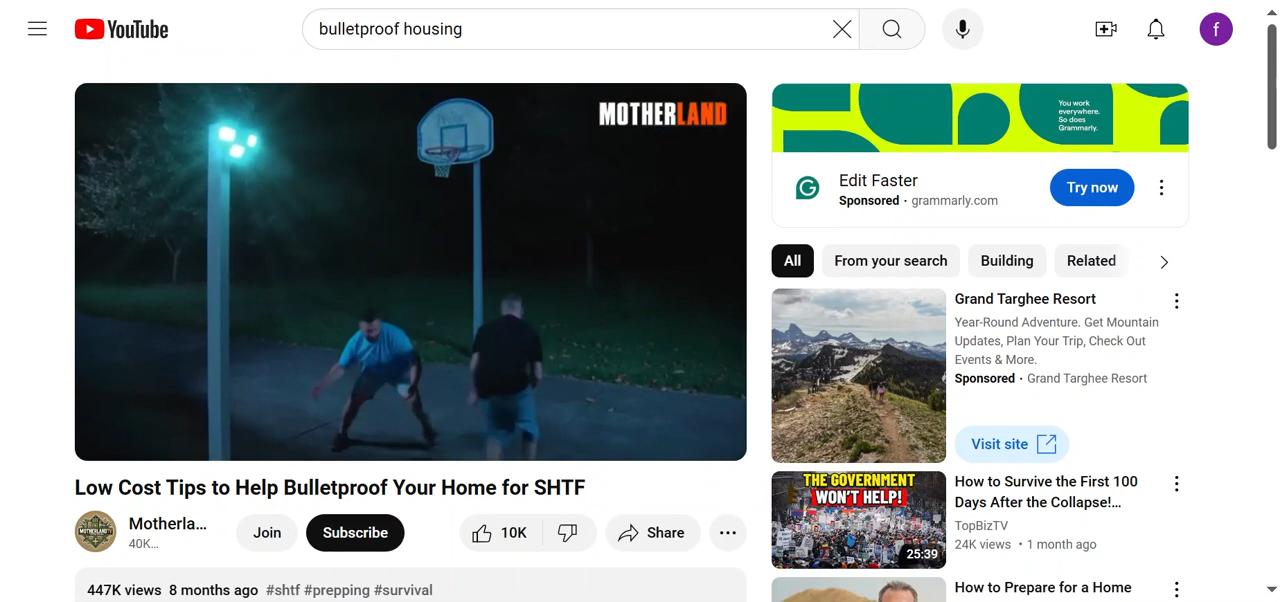 YouTube
bulletproof housing
f
MOTHERLAND
You work
everywhere.
So does
Grammarly.
Edit Faster
Sponsored · grammarly.com
Try now
All
From your search
Building
Related
Grand Targhee Resort
Year-Round Adventure. Get Mountain
Updates, Plan Your Trip, Check Out
Events & More.
Sponsored · Grand Targhee Resort
Visit site
Low Cost Tips to Help Bulletproof Your Home for SHTF
Motherla...
40K...
Join
Subscribe
10K
Share
447K views 8 months ago #shtf #prepping #survival
THE GOVERNMENT
WON'T HELP!
25:39
How to Survive the First 100
Days After the Collapse!...
TopBizTV
24K views • 1 month ago
How to Prepare for a Home